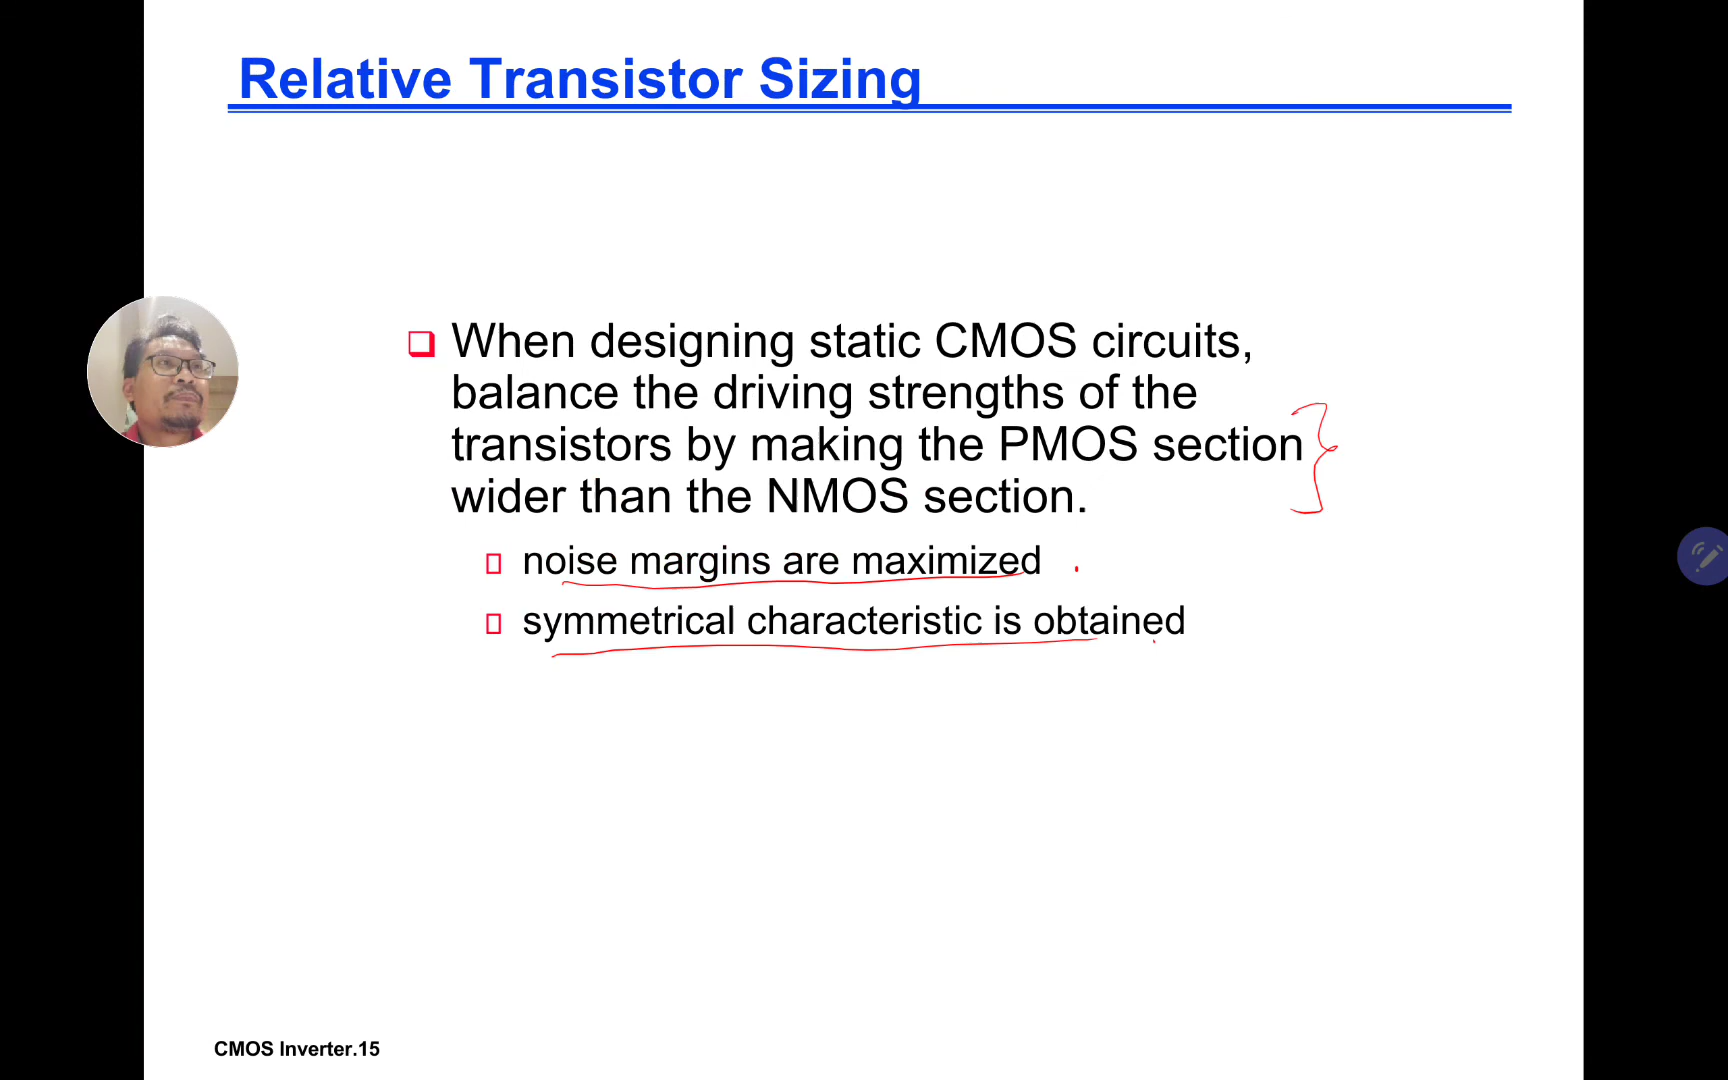 Relative Transistor Sizing
When designing static CMOS circuits,
balance the driving strengths of the
transistors by making the PMOS section
wider than the NMOS section.
noise margins are maximized
symmetrical characteristic is obtained
CMOS Inverter.15